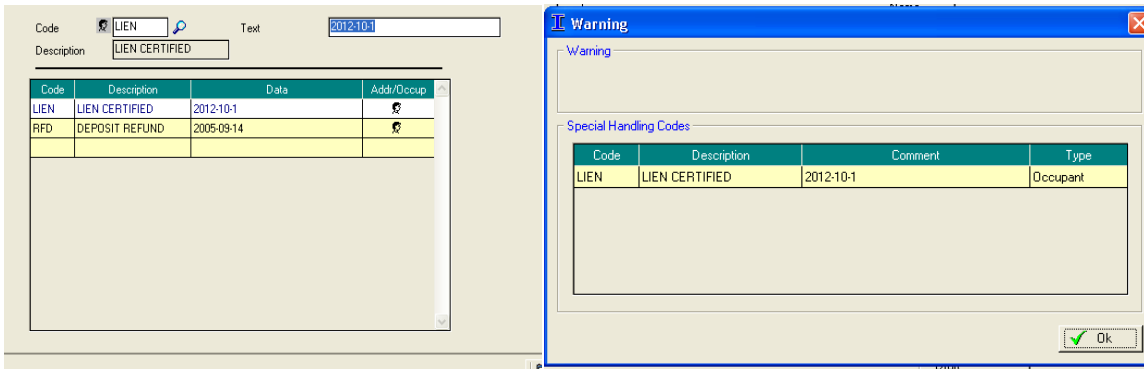 Code LIEN Text 2012-10-1
Description LIEN CERTIFIED
Code Description Data Addr/Occup
LIEN LIEN CERTIFIED 2012-10-1
RFD DEPOSIT REFUND 2005-09-14
Warning
Warning
Special Handling Codes
Code Description Comment Type
LIEN LIEN CERTIFIED 2012-10-1 Occupant
Ok